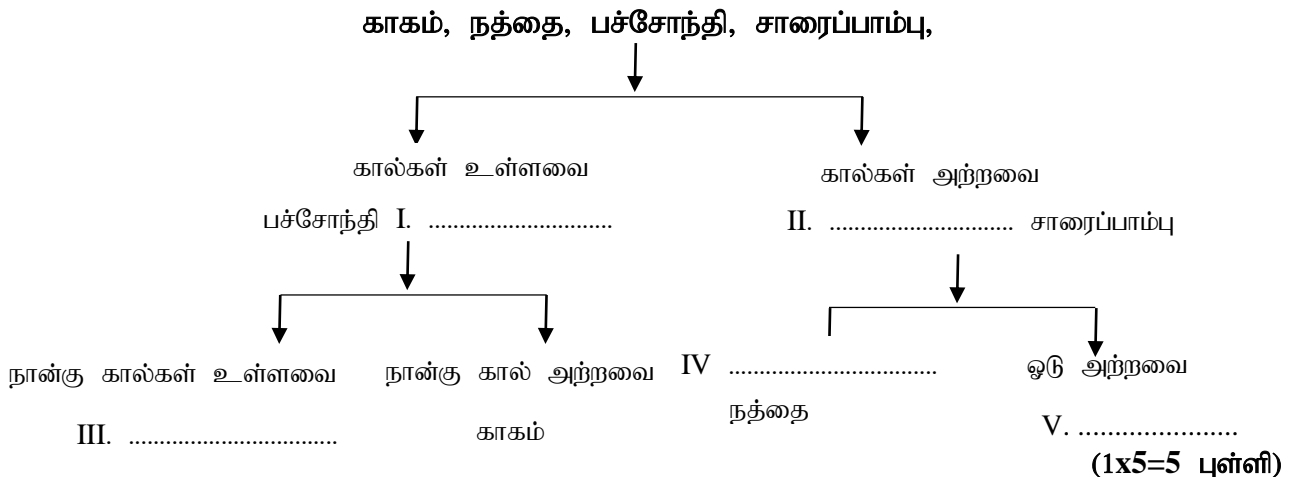 காகம், நத்தை, பச்சோந்தி, சாரைப்பாம்பு,
கால்கள் உள்ளவை
கால்கள் அற்றவை
பச்சோந்தி I. .............................
II. ............................. சாரைப்பாம்பு
நான்கு கால்கள் உள்ளவை
நான்கு கால் அற்றவை
IV .................................
ஓடு அற்றவை
III. .................................
காகம்
நத்தை
V. ......................
(1x5=5 புள்ளி)